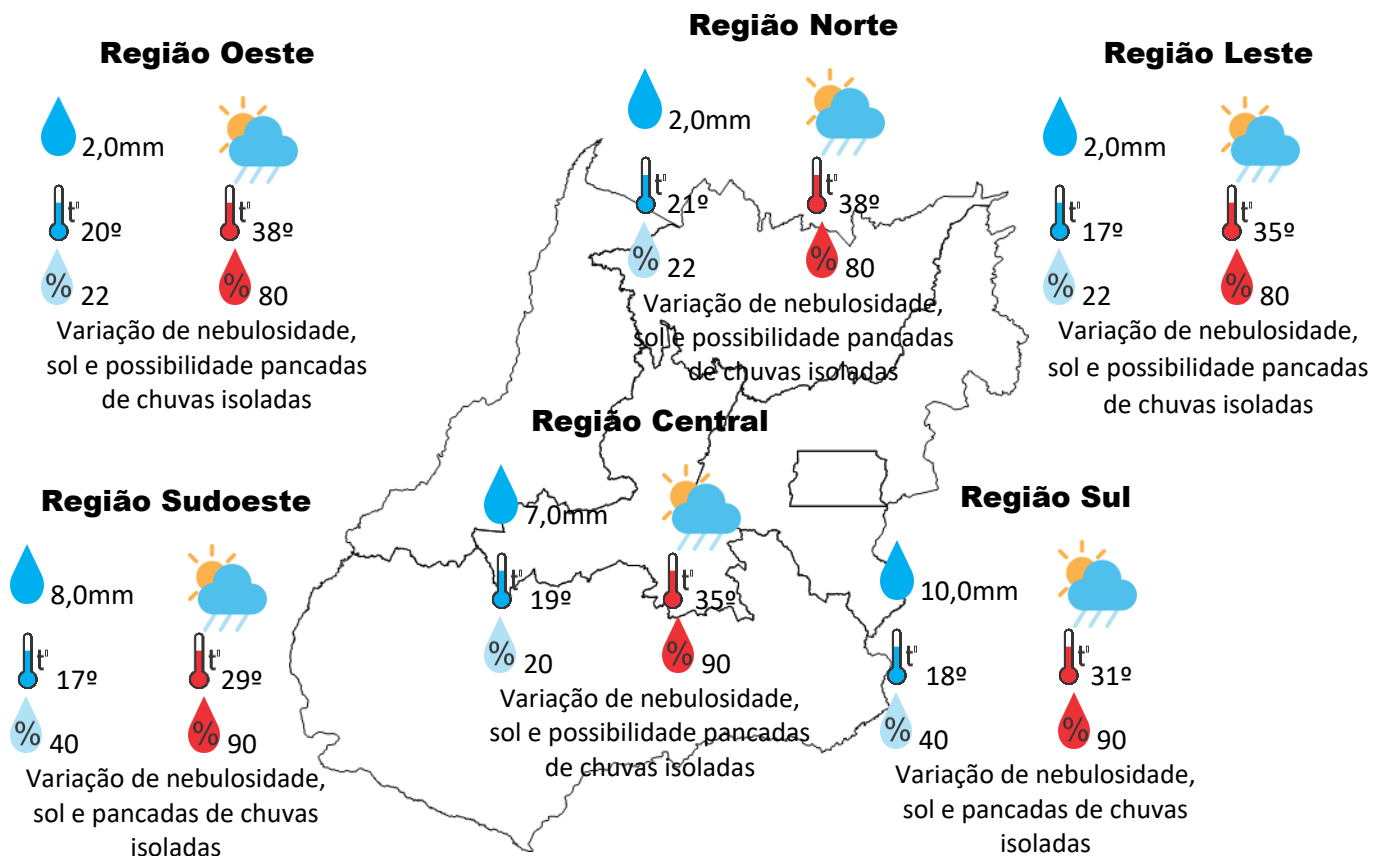 Região Oeste
2,0mm
t°
20º
t°
38º
% 22
% 80
Variação de nebulosidade,
sol e possibilidade pancadas
de chuvas isoladas
Região Norte
2,0mm
t°
21º
t°
38º
% 22
% 80
Variação de nebulosidade,
sol e possibilidade pancadas
de chuvas isoladas
Região Leste
2,0mm
t°
17º
t°
35º
% 22
% 80
Variação de nebulosidade,
sol e possibilidade pancadas
de chuvas isoladas
Região Sudoeste
8,0mm
t°
17º
t°
29º
% 40
% 90
Variação de nebulosidade,
sol e pancadas de chuvas
isoladas
Região Central
7,0mm
t°
19º
t°
35º
% 20
% 90
Variação de nebulosidade,
sol e possibilidade pancadas
de chuvas isoladas
Região Sul
10,0mm
t°
18º
t°
31º
% 40
% 90
Variação de nebulosidade,
sol e pancadas de chuvas
isoladas